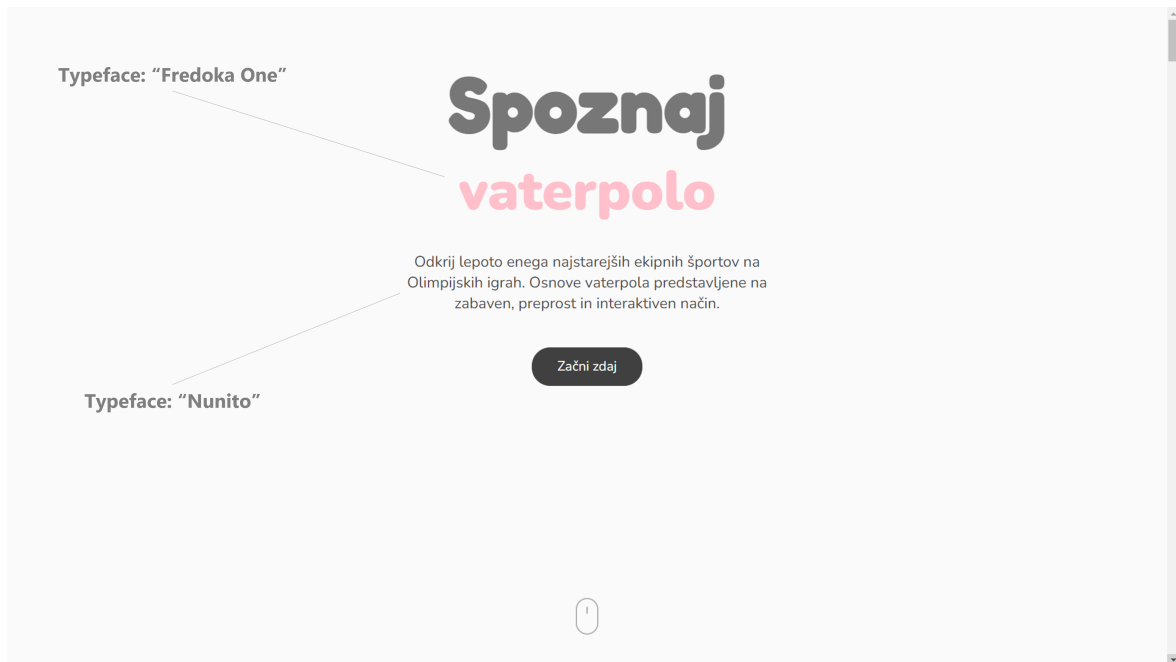 Typeface: “Fredoka One”
Spoznaj
vaterpolo
Odkrij lepoto enega najstarejših ekipnih športov na
Olimpijskih igrah. Osnove vaterpola predstavljene na
zabaven, preprost in interaktiven način.
Začni zdaj
Typeface: “Nunito”